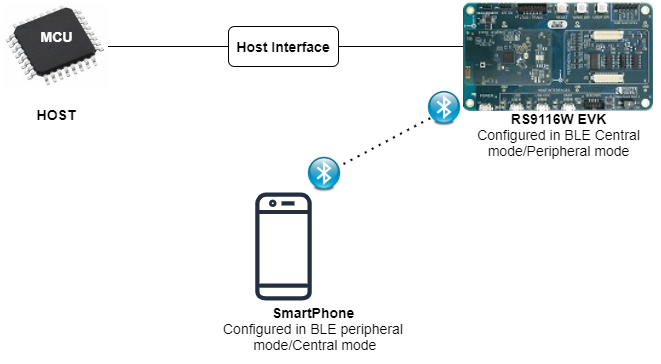 MCU
Host Interface
HOST
RS9116W EVK
Configured in BLE Central
mode/Peripheral mode
SmartPhone
Configured in BLE peripheral
mode/Central mode